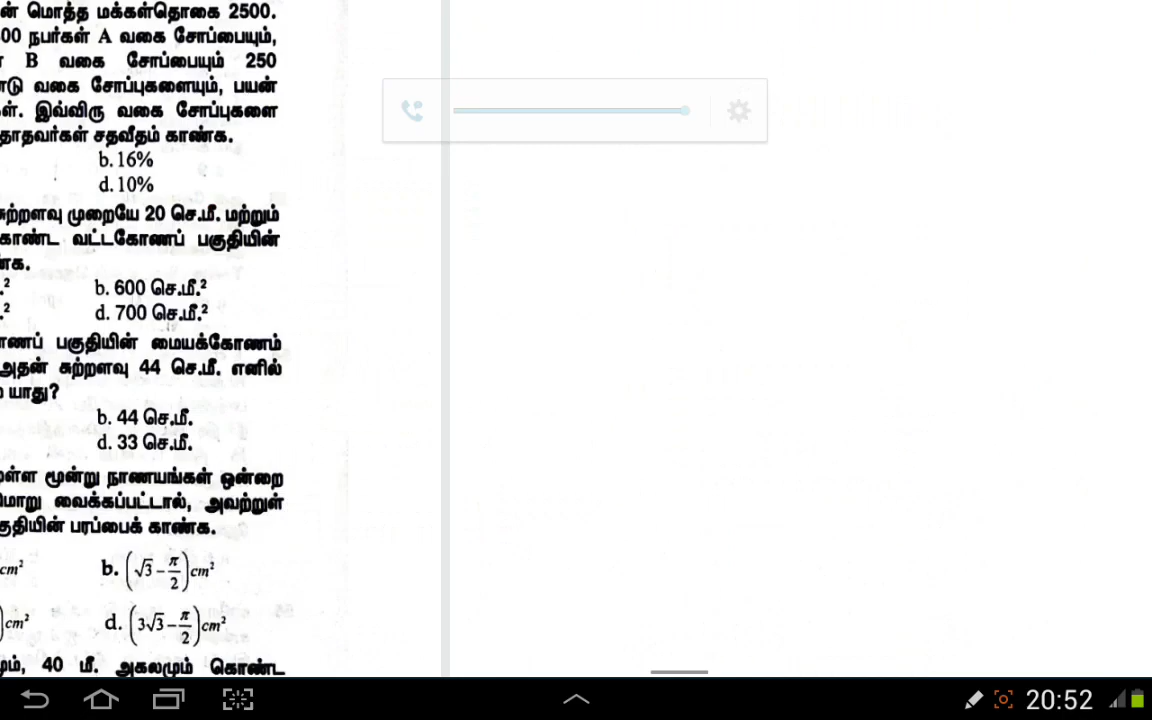 ன் மொத்த மக்கள்தொகை 2500.
00 நபர்கள் A வகை சோப்பையும்,
B வகை சோப்பையும் 250
டு வகை சோப்புகளையும், பயன்
ள். இவ்விரு வகை சோப்புகளை
தாதவர்கள் சதவீதம் காண்க.
b. 16%
d. 10%
சுற்றளவு முறையே 20 செ.மீ. மற்றும்
காண்ட வட்டகோணப் பகுதியின்
ாக.
.² b. 600 செ.மீ.²
.² d. 700 செ.மீ.²
ாணப் பகுதியின் மையக்கோணம்
அதன் சுற்றளவு 44 செ.மீ. எனில்
யாது?
b. 44 செ.மீ.
d. 33 செ.மீ.
ள்ள மூன்று நாணயங்கள் ஒன்றை
மாறு வைக்கப்பட்டால், அவற்றுள்
குதியின் பரப்பைக் காண்க.
cm² b. (√3 - π/2) cm²
)cm² d. (3√3 - π/2) cm²
மும், 40 மீ. அகலமும் கொண்ட
20:52